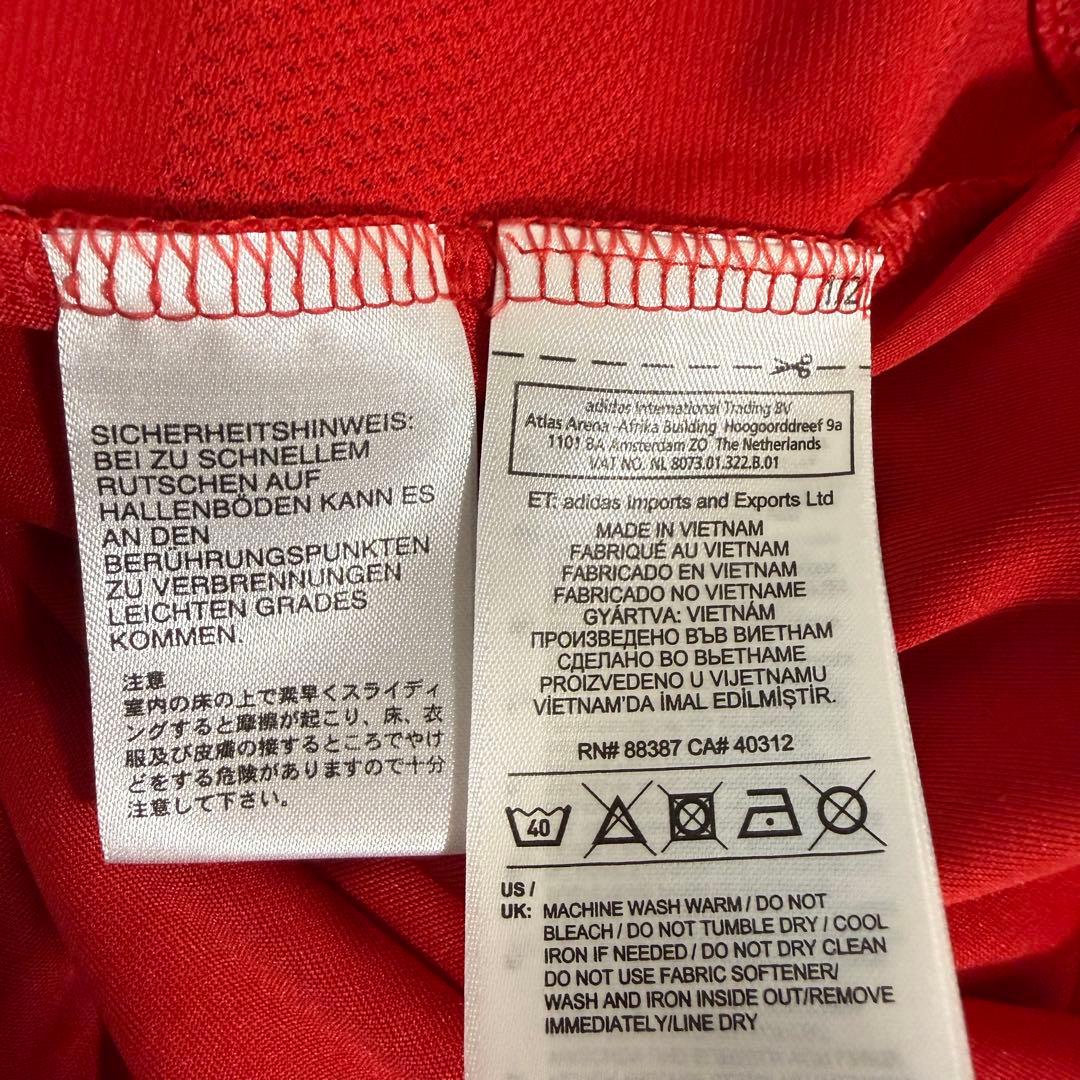 SICHERHEITSHINWEIS:
BEI ZU SCHNELLEM
RUTSCHEN AUF
HALLENBÖDEN KANN ES
AN DEN
BERÜHRUNGSPUNKTEN
ZU VERBRENNUNGEN
LEICHTEN GRADES
KOMMEN.
注意
室内の床の上で素早くスライディ
ングすると摩擦が起こり、床、衣
服及び皮膚の接するところでやけ
どをする危険がありますので十分
注意して下さい。
adidas International Trading BV
Atlas Arena -Afrika Building Hoogoorddreef 9a
1101 BA Amsterdam ZO The Netherlands
VAT NO. NL 8073.01.322.B.01
ET: adidas Imports and Exports Ltd
MADE IN VIETNAM
FABRIQUÉ AU VIETNAM
FABRICADO EN VIETNAM
FABRICADO NO VIETNAME
GYÁRTVA: VIETNÁM
ПРОИЗВЕДЕНО ВЪВ ВИЕТНАМ
СДЕЛАНО ВО ВЬЕТНАМЕ
PROIZVEDENO U VIJETNAMU
VİETNAM'DA İMAL EDİLMİŞTİR.
RN# 88387 CA# 40312
40
US /
UK: MACHINE WASH WARM / DO NOT
BLEACH / DO NOT TUMBLE DRY / COOL
IRON IF NEEDED / DO NOT DRY CLEAN
DO NOT USE FABRIC SOFTENER/
WASH AND IRON INSIDE OUT/REMOVE
IMMEDIATELY/LINE DRY